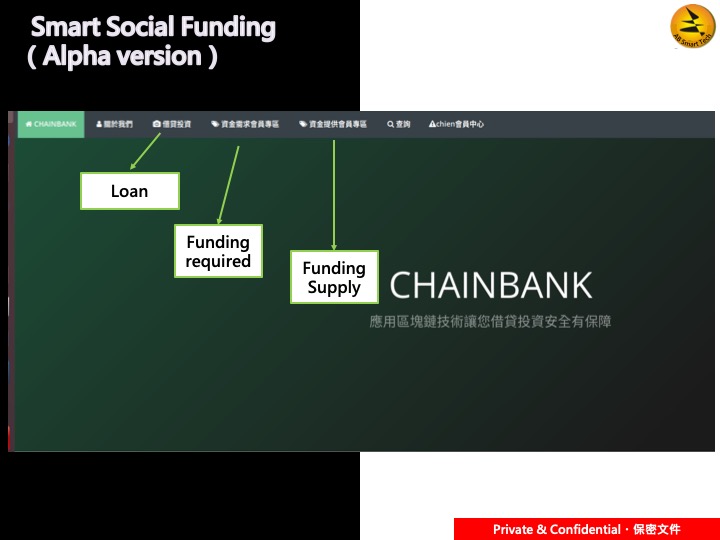 Smart Social Funding
( Alpha version )
AB Smart Tech
CHAINBANK
關於我們
借貸投資
資金需求會員專區
資金提供會員專區
查詢
chien會員中心
Loan
Funding
required
Funding
Supply
CHAINBANK
應用區塊鏈技術讓您借貸投資安全有保障
Private & Confidential・保密文件